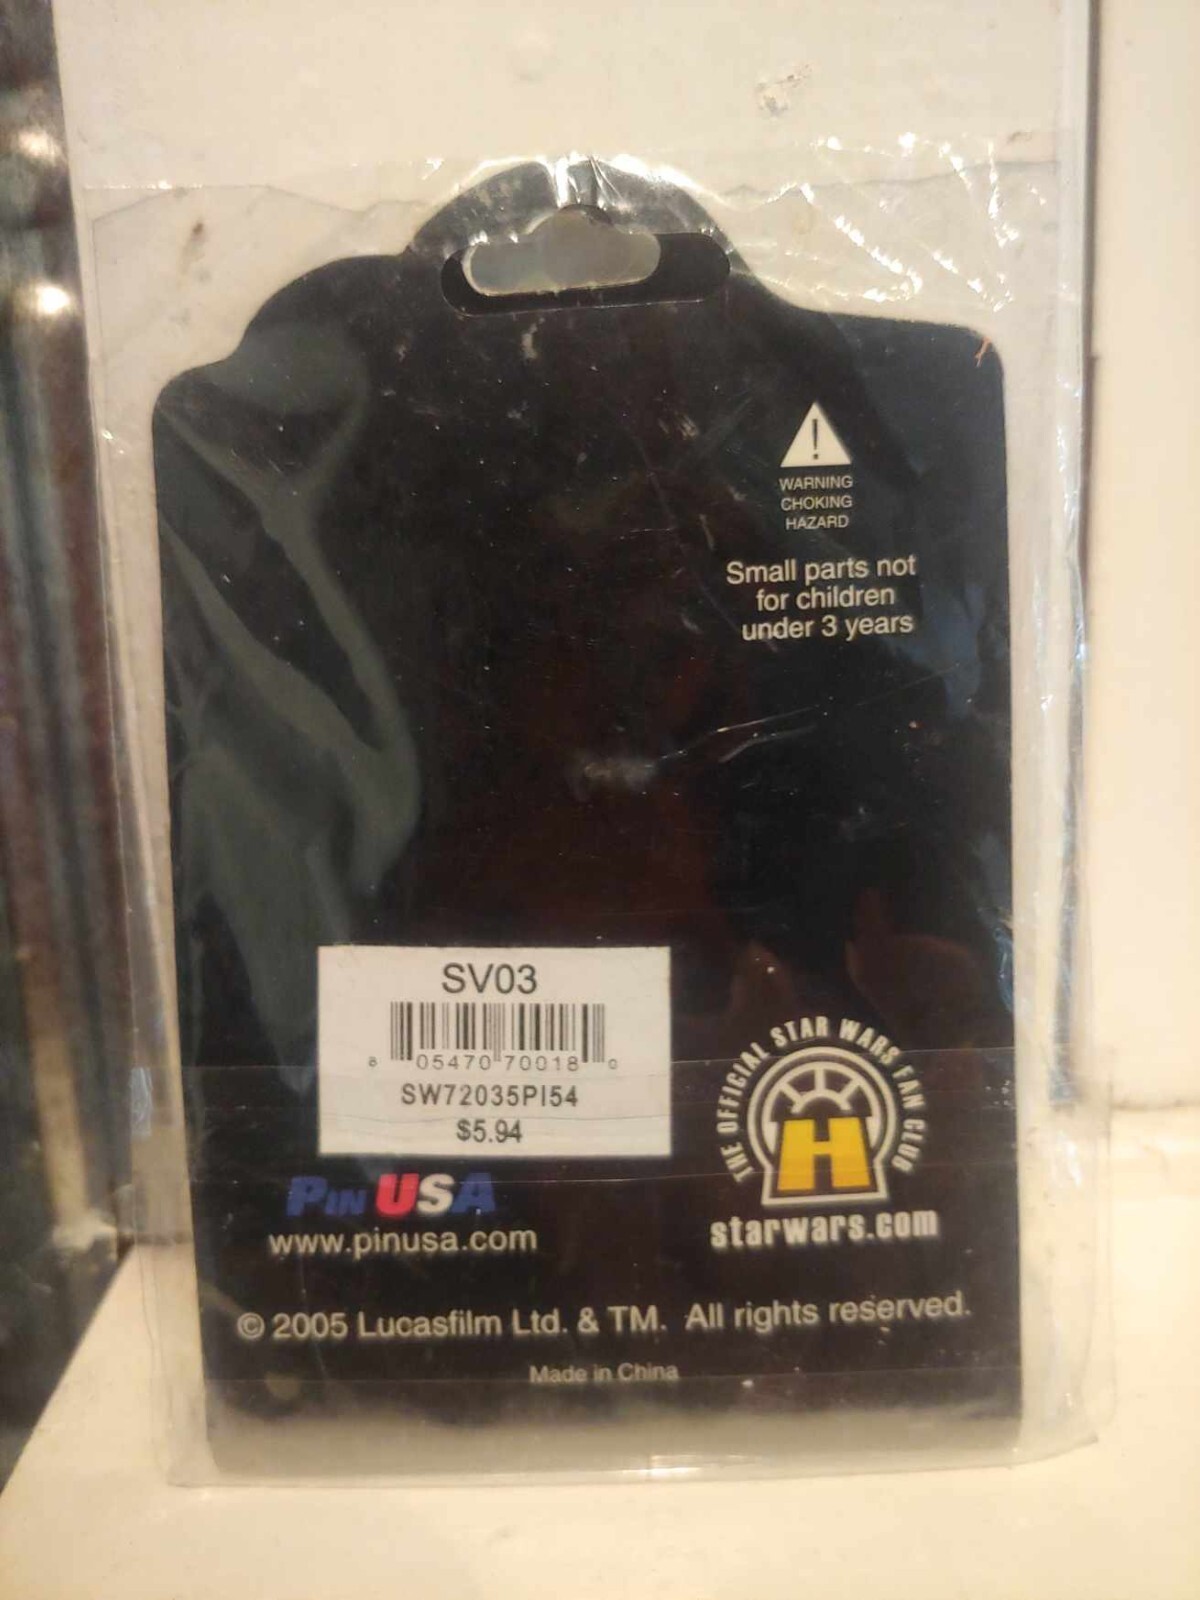 WARNING
CHOKING
HAZARD
Small parts not
for children
under 3 years
SV03
8 05470 70018 0
SW72035PI54
$5.94
PIN USA
www.pinusa.com
THE OFFICIAL STAR WARS FAN CLUB
H
starwars.com
© 2005 Lucasfilm Ltd. & TM. All rights reserved.
Made in China